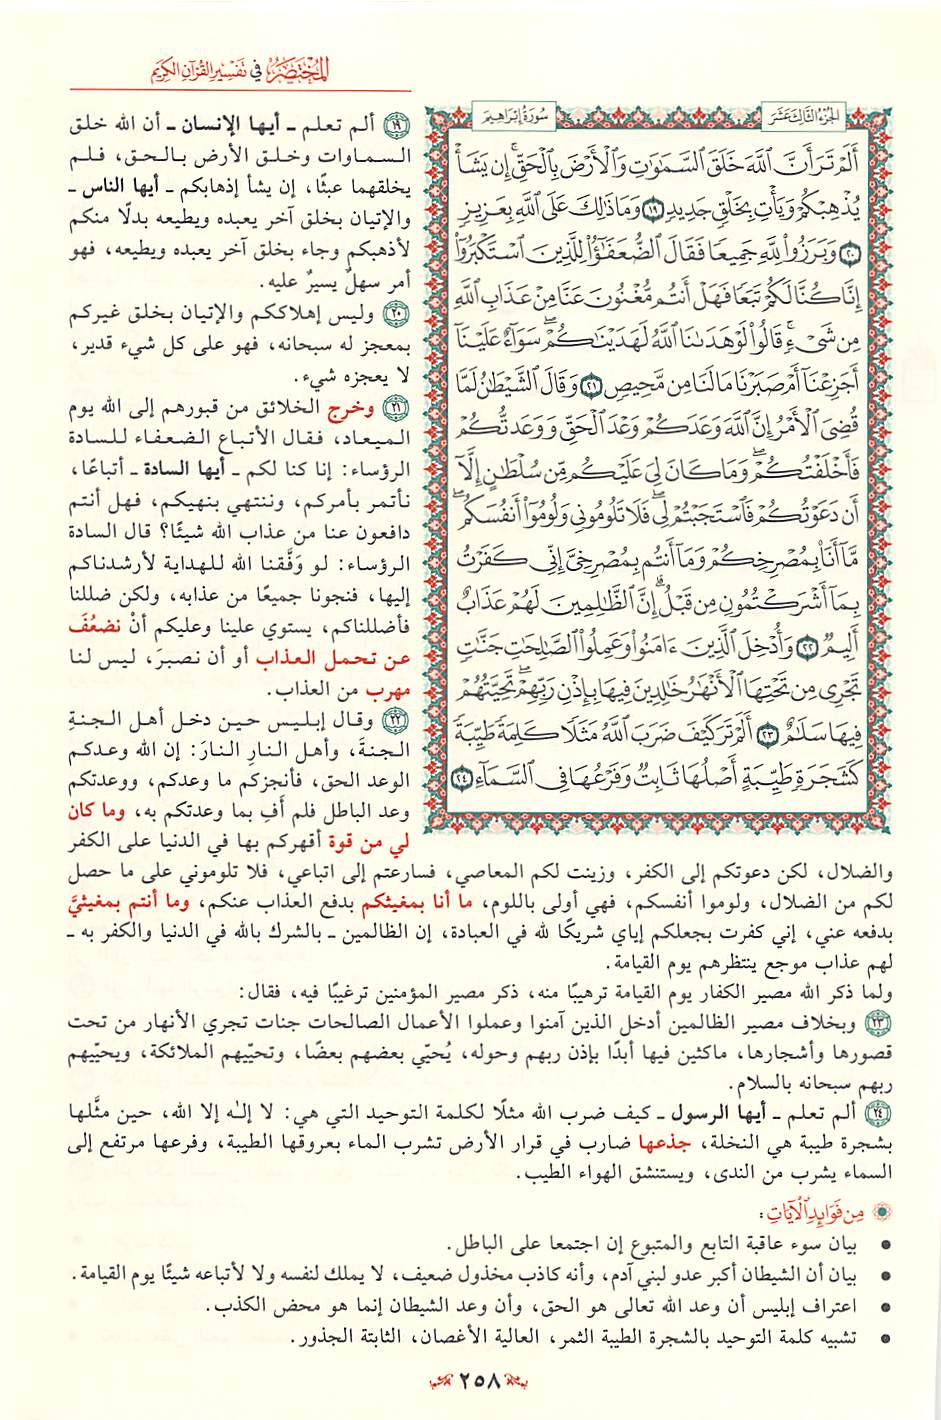 المختصر في تفسير القرآن الكريم
الجزء الثالث عشر
سورة إبراهيم
أَلَمْ تَرَ أَنَّ ٱللَّهَ خَلَقَ ٱلسَّمَٰوَٰتِ وَٱلْأَرْضَ بِٱلْحَقِّۚ إِن يَشَأْ
يُذْهِبْكُمْ وَيَأْتِ بِخَلْقٍ جَدِيدٍ ١٩ وَمَا ذَٰلِكَ عَلَى ٱللَّهِ بِعَزِيزٍ
٢٠ وَبَرَزُوا۟ لِلَّهِ جَمِيعًا فَقَالَ ٱلضُّعَفَٰٓؤُا۟ لِلَّذِينَ ٱسْتَكْبَرُوٓا۟
إِنَّا كُنَّا لَكُمْ تَبَعًا فَهَلْ أَنتُم مُّغْنُونَ عَنَّا مِنْ عَذَابِ ٱللَّهِ
مِن شَىْءٍۚ قَالُوا۟ لَوْ هَدَىٰنَا ٱللَّهُ لَهَدَيْنَٰكُمْۖ سَوَآءٌ عَلَيْنَآ
أَجَزِعْنَآ أَمْ صَبَرْنَا مَا لَنَا مِن مَّحِيصٍ ٢١ وَقَالَ ٱلشَّيْطَٰنُ لَمَّا
قُضِىَ ٱلْأَمْرُ إِنَّ ٱللَّهَ وَعَدَكُمْ وَعْدَ ٱلْحَقِّ وَوَعَدتُّكُمْ
فَأَخْلَفْتُكُمْۖ وَمَا كَانَ لِىَ عَلَيْكُم مِّن سُلْطَٰنٍ إِلَّآ
أَن دَعَوْتُكُمْ فَٱسْتَجَبْتُمْ لِىۖ فَلَا تَلُومُونِى وَلُومُوٓا۟ أَنفُسَكُمۖ
مَّآ أَنَا۠ بِمُصْرِخِكُمْ وَمَآ أَنتُم بِمُصْرِخِىَّ إِنِّى كَفَرْتُ
بِمَآ أَشْرَكْتُمُونِ مِن قَبْلُۗ إِنَّ ٱلظَّٰلِمِينَ لَهُمْ عَذَابٌ
أَلِيمٌ ٢٢ وَأُدْخِلَ ٱلَّذِينَ ءَامَنُوا۟ وَعَمِلُوا۟ ٱلصَّٰلِحَٰتِ جَنَّٰتٍ
تَجْرِى مِن تَحْتِهَا ٱلْأَنْهَٰرُ خَٰلِدِينَ فِيهَا بِإِذْنِ رَبِّهِمْۖ تَحِيَّتُهُمْ
فِيهَا سَلَٰمٌ ٢٣ أَلَمْ تَرَ كَيْفَ ضَرَبَ ٱللَّهُ مَثَلًا كَلِمَةً طَيِّبَةً
كَشَجَرَةٍ طَيِّبَةٍ أَصْلُهَا ثَابِتٌ وَفَرْعُهَا فِى ٱلسَّمَآءِ ٢٤
١٩ ألم تعلم ـ أيها الإنسان ـ أن الله خلق
السماوات وخلق الأرض بالحق، فلم
يخلقهما عبثًا، إن يشأ إذهابكم ـ أيها الناس ـ
والإتيان بخلق آخر يعبده ويطيعه بدلًا منكم
لأذهبكم وجاء بخلق آخر يعبده ويطيعه، فهو
أمر سهلٌ يسيرٌ عليه.
٢٠ وليس إهلاككم والإتيان بخلق غيركم
بمعجز له سبحانه، فهو على كل شيء قدير،
لا يعجزه شيء.
٢١ وخرج الخلائق من قبورهم إلى الله يوم
الميعاد، فقال الأتباع الضعفاء للسادة
الرؤساء: إنا كنا لكم ـ أيها السادة ـ أتباعًا،
نأتمر بأمركم، وننتهي بنهيكم، فهل أنتم
دافعون عنا من عذاب الله شيئًا؟ قال السادة
الرؤساء: لو وَفَّقنا الله للهداية لأرشدناكم
إليها، فنجونا جميعًا من عذابه، ولكن ضللنا
فأضللناكم، يستوي علينا وعليكم أنْ نضعُفَ
عن تحمل العذاب أو أن نصبرَ، ليس لنا
مهرب من العذاب.
٢٢ وقال إبليس حين دخل أهل الجنةِ
الجنةَ، وأهل النارِ النارَ: إن الله وعدكم
الوعد الحق، فأنجزكم ما وعدكم، ووعدتكم
وعد الباطل فلم أفِ بما وعدتكم به، وما كان
لي من قوة أقهركم بها في الدنيا على الكفر
والضلال، لكن دعوتكم إلى الكفر، وزينت لكم المعاصي، فسارعتم إلى اتباعي، فلا تلوموني على ما حصل
لكم من الضلال، ولوموا أنفسكم، فهي أولى باللوم، ما أنا بمغيثكم بدفع العذاب عنكم، وما أنتم بمغيثيَّ
بدفعه عني، إني كفرت بجعلكم إياي شريكًا لله في العبادة، إن الظالمين ـ بالشرك بالله في الدنيا والكفر به ـ
لهم عذاب موجع ينتظرهم يوم القيامة.
ولما ذكر الله مصير الكفار يوم القيامة ترهيبًا منه، ذكر مصير المؤمنين ترغيبًا فيه، فقال:
٢٣ وبخلاف مصير الظالمين أدخل الذين آمنوا وعملوا الأعمال الصالحات جنات تجري الأنهار من تحت
قصورها وأشجارها، ماكثين فيها أبدًا بإذن ربهم وحوله، يُحيّي بعضهم بعضًا، وتحيّيهم الملائكة، ويحيّيهم
ربهم سبحانه بالسلام.
٢٤ ألم تعلم ـ أيها الرسول ـ كيف ضرب الله مثلًا لكلمة التوحيد التي هي: لا إلٰه إلا الله، حين مثَّلها
بشجرة طيبة هي النخلة، جذعها ضارب في قرار الأرض تشرب الماء بعروقها الطيبة، وفرعها مرتفع إلى
السماء يشرب من الندى، ويستنشق الهواء الطيب.
من فوائد الآيات:
• بيان سوء عاقبة التابع والمتبوع إن اجتمعا على الباطل.
• بيان أن الشيطان أكبر عدو لبني آدم، وأنه كاذب مخذول ضعيف، لا يملك لنفسه ولا لأتباعه شيئًا يوم القيامة.
• اعتراف إبليس أن وعد الله تعالى هو الحق، وأن وعد الشيطان إنما هو محض الكذب.
• تشبيه كلمة التوحيد بالشجرة الطيبة الثمر، العالية الأغصان، الثابتة الجذور.
٢٥٨